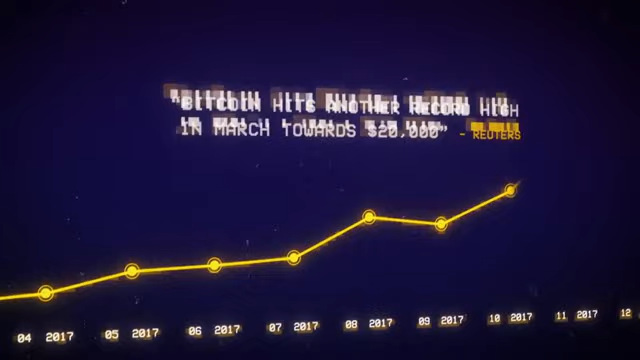 "BITCOIN HITS ANOTHER RECORD HIGH
IN MARCH TOWARDS $20,000" - REUTERS
04 2017 05 2017 06 2017 07 2017 08 2017 09 2017 10 2017 11 2017 12